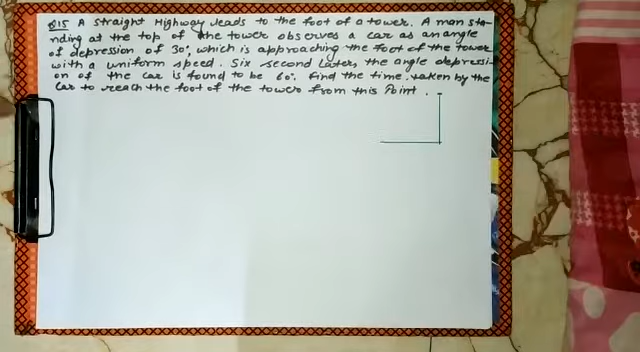 Q15 A straight Highway leads to the foot of a tower. A man sta-
nding at the top of the tower observes a car as an angle
of depression of 30°, which is approaching the foot of the tower
with a uniform speed. Six second Later, the angle depressi-
on of the car is found to be 60°. Find the time. taken by the
Car to reach the foot of the tower from this Point.